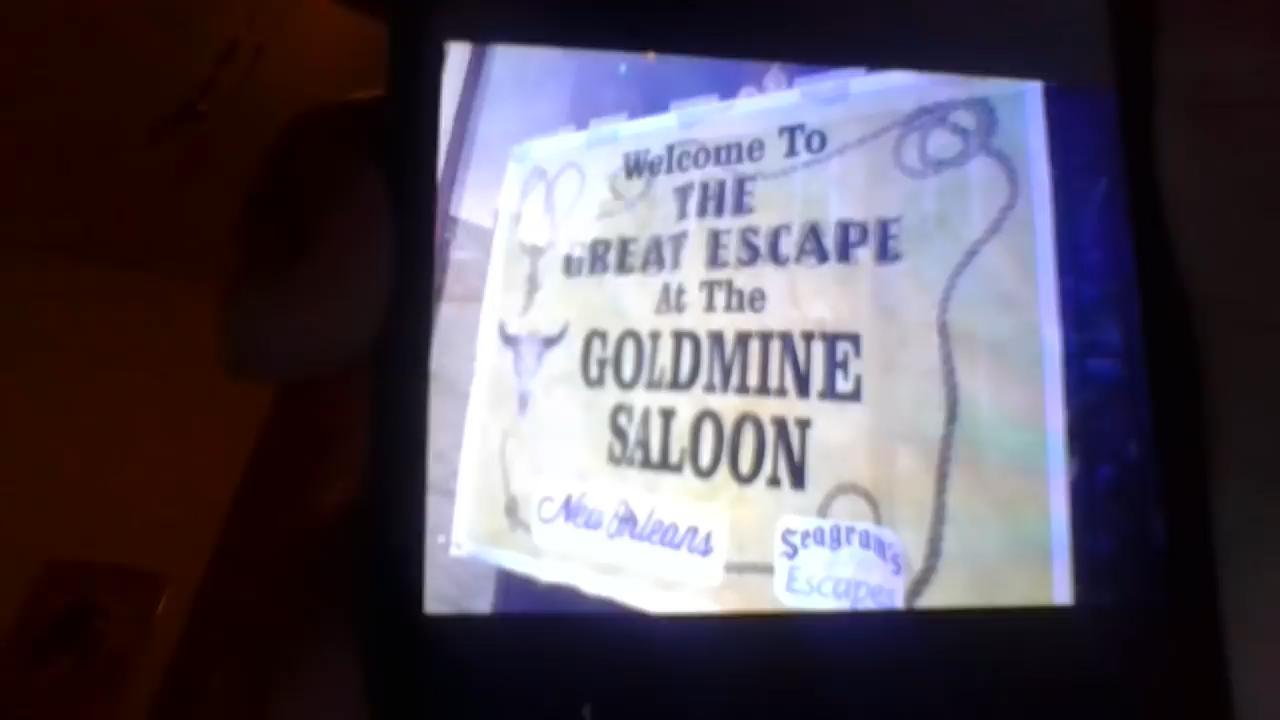 Welcome To
THE
GREAT ESCAPE
At The
GOLDMINE
SALOON
New Orleans
Seagram's
Escapes